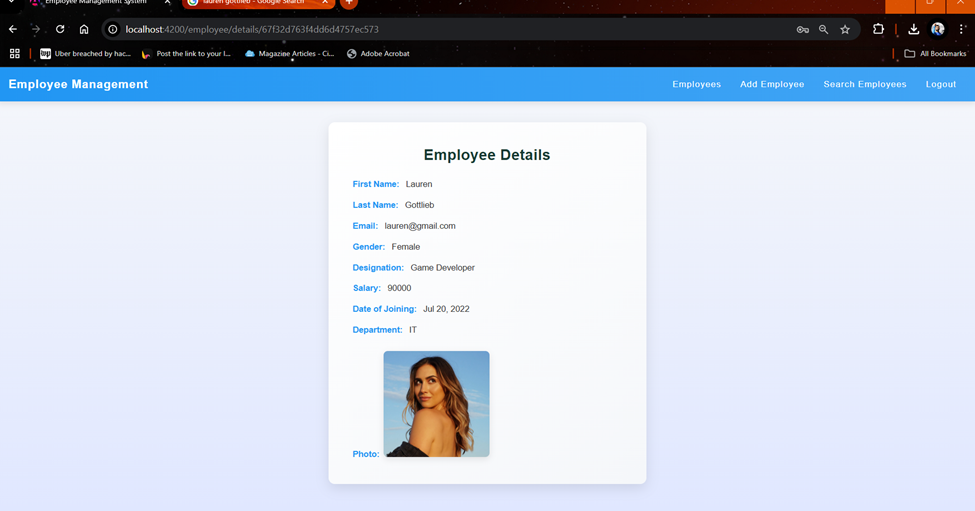 Employee Management System
lauren gottlieb - Google Search
localhost:4200/employee/details/67f32d763f4dd6d4757ec573
wp Uber breached by hac... Post the link to your l... Magazine Articles - Ci... Adobe Acrobat All Bookmarks
Employee Management Employees Add Employee Search Employees Logout
Employee Details
First Name: Lauren
Last Name: Gottlieb
Email: lauren@gmail.com
Gender: Female
Designation: Game Developer
Salary: 90000
Date of Joining: Jul 20, 2022
Department: IT
Photo: